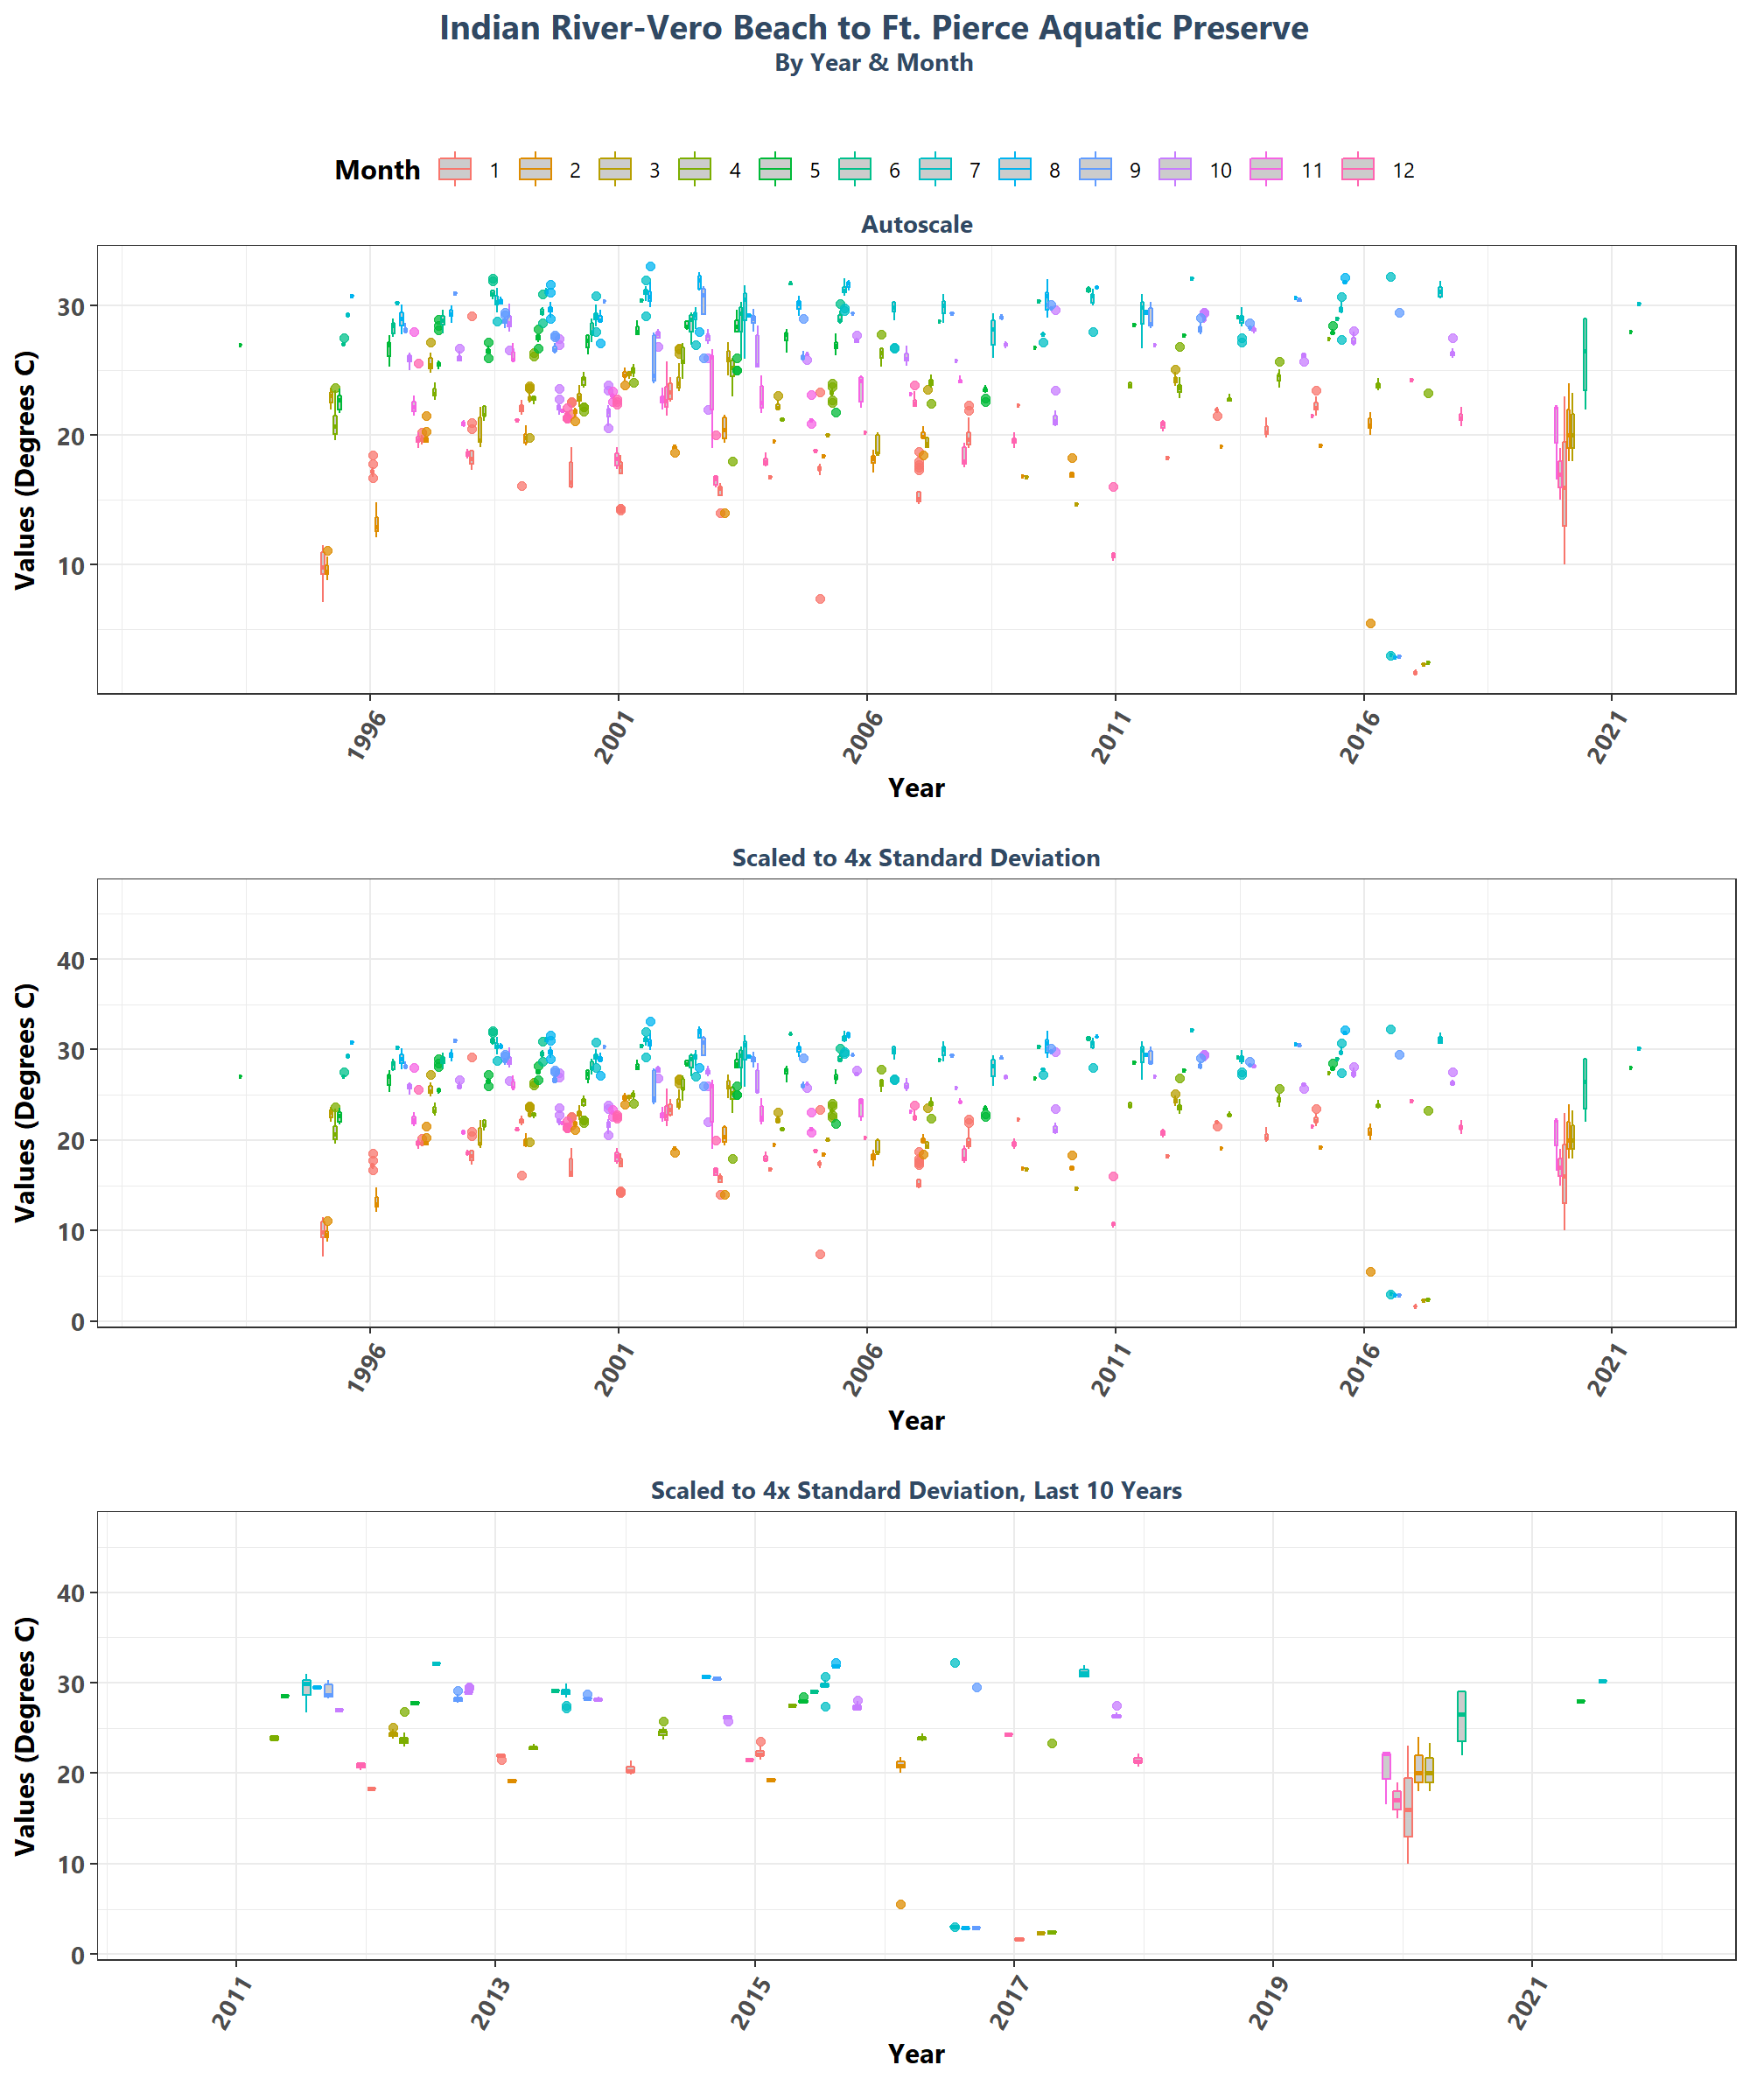 Indian River-Vero Beach to Ft. Pierce Aquatic Preserve
By Year & Month
Month 1 2 3 4 5 6 7 8 9 10 11 12
Autoscale
Values (Degrees C)
30
20
10
1996 2001 2006 2011 2016 2021
Year
Scaled to 4x Standard Deviation
Values (Degrees C)
40
30
20
10
0
1996 2001 2006 2011 2016 2021
Year
Scaled to 4x Standard Deviation, Last 10 Years
Values (Degrees C)
40
30
20
10
0
2011 2013 2015 2017 2019 2021
Year